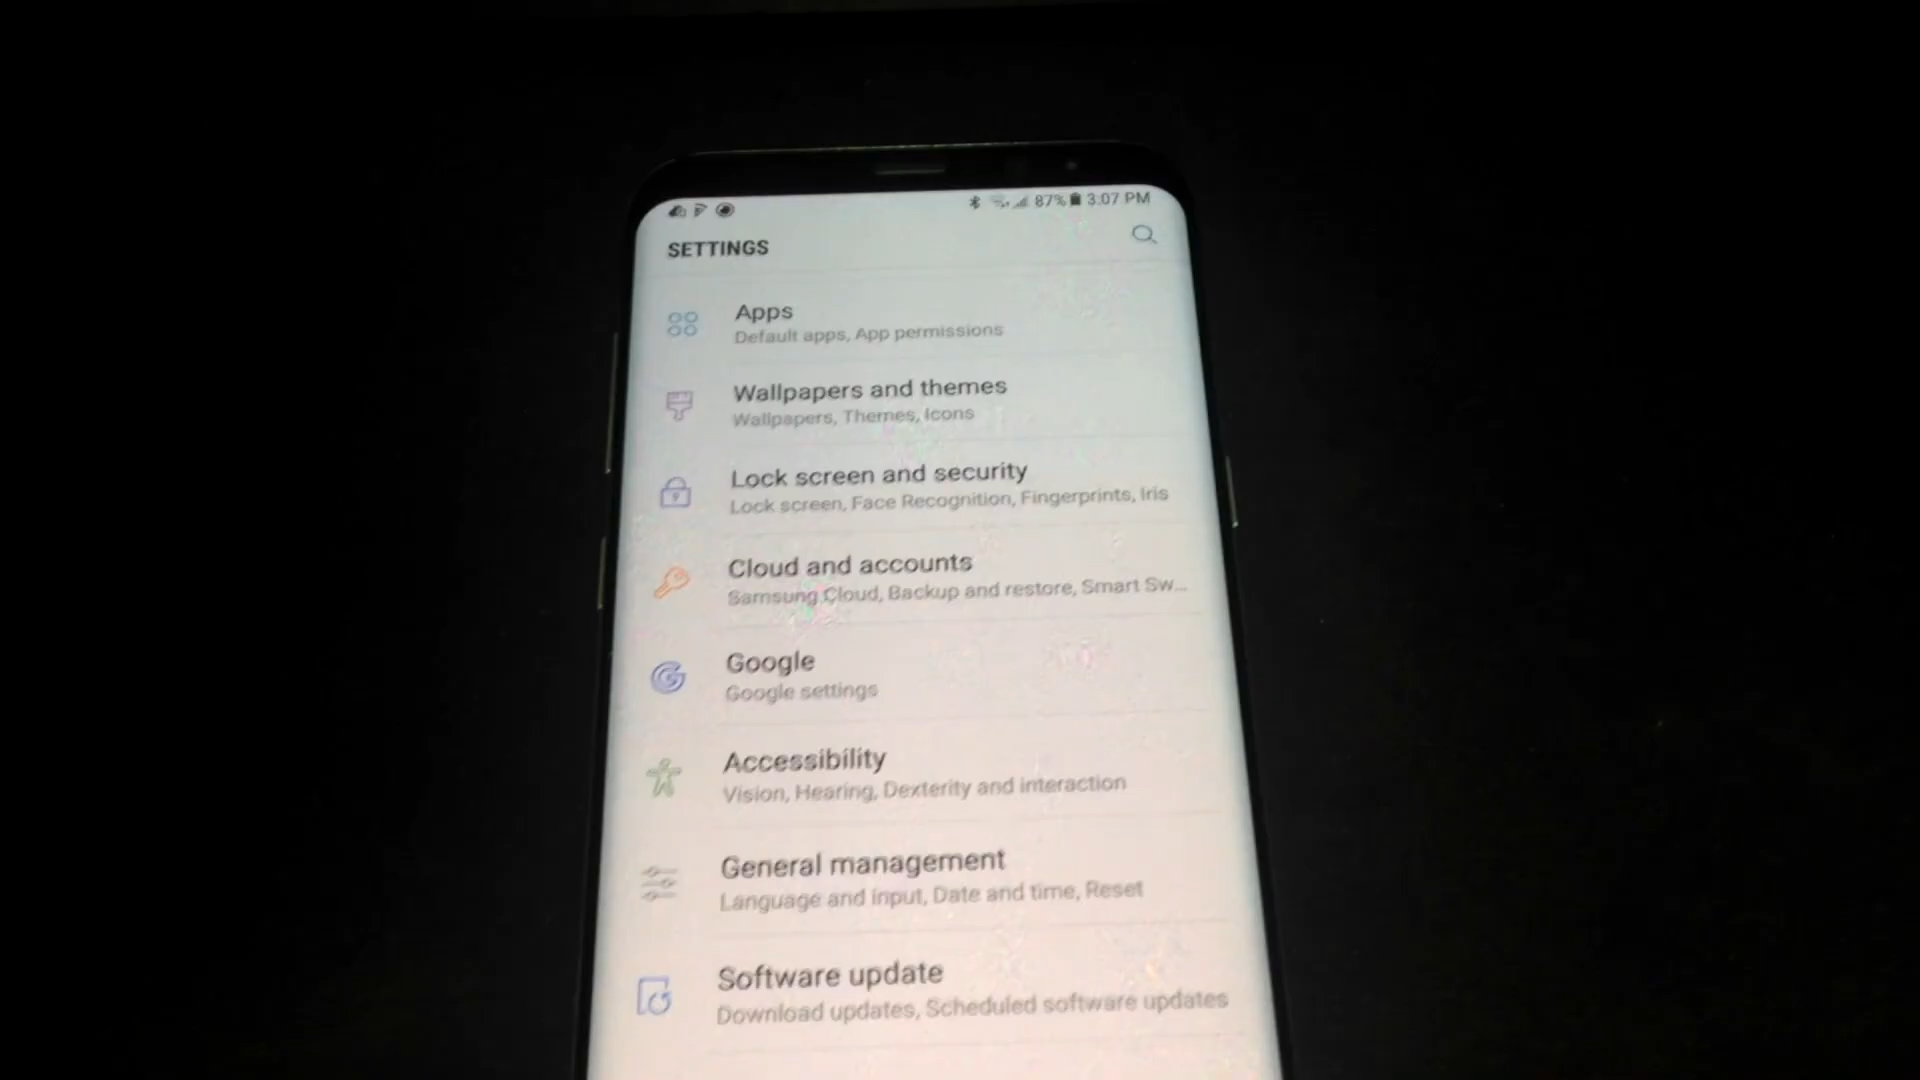 87% 3:07 PM
SETTINGS
Apps
Default apps, App permissions
Wallpapers and themes
Wallpapers, Themes, Icons
Lock screen and security
Lock screen, Face Recognition, Fingerprints, Iris
Cloud and accounts
Samsung Cloud, Backup and restore, Smart Sw...
Google
Google settings
Accessibility
Vision, Hearing, Dexterity and interaction
General management
Language and input, Date and time, Reset
Software update
Download updates, Scheduled software updates